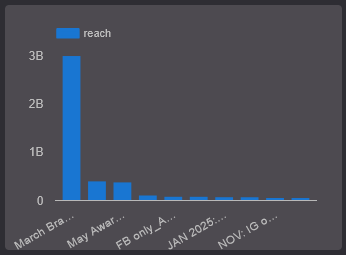 reach
3B
2B
1B
0
March Bra...
May Awar...
FB only_A...
JAN 2025:...
NOV: IG o...